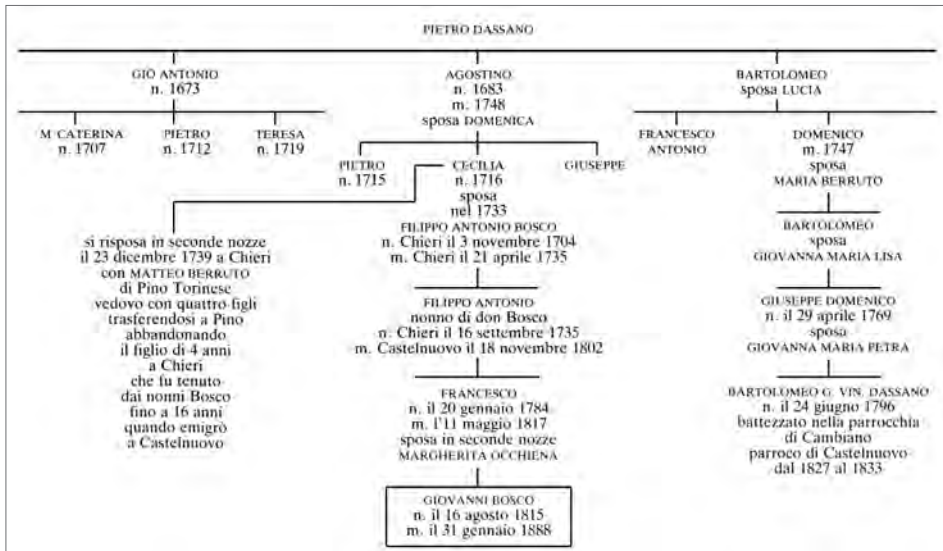 PIETRO DASSANO
GIÒ ANTONIO
n. 1673
AGOSTINO
n. 1683
m. 1748
sposa DOMENICA
BARTOLOMEO
sposa LUCIA
M CATERINA
n. 1707
PIETRO
n. 1712
TERESA
n. 1719
PIETRO
n. 1715
CECILIA
n. 1716
sposa
nel 1733
GIUSEPPE
FRANCESCO
ANTONIO
DOMENICO
m. 1747
sposa
MARIA BERRUTO
si risposa in seconde nozze
il 23 dicembre 1739 a Chieri
con MATTEO BERRUTO
di Pino Torinese
vedovo con quattro figli
trasferendosi a Pino
abbandonando
il figlio di 4 anni
a Chieri
che fu tenuto
dai nonni Bosco
fino a 16 anni
quando emigrò
a Castelnuovo
FILIPPO ANTONIO BOSCO
n. Chieri il 3 novembre 1704
m. Chieri il 21 aprile 1735
FILIPPO ANTONIO
nonno di don Bosco
n. Chieri il 16 settembre 1735
m. Castelnuovo il 18 novembre 1802
FRANCESCO
n. il 20 gennaio 1784
m. l'11 maggio 1817
sposa in seconde nozze
MARGHERITA OCCHIENA
GIOVANNI BOSCO
n. il 16 agosto 1815
m. il 31 gennaio 1888
BARTOLOMEO
sposa
GIOVANNA MARIA LISA
GIUSEPPE DOMENICO
n. il 29 aprile 1769
sposa
GIOVANNA MARIA PETRA
BARTOLOMEO G. VIN. DASSANO
n. il 24 giugno 1796
battezzato nella parrocchia
di Cambiano
parroco di Castelnuovo
dal 1827 al 1833